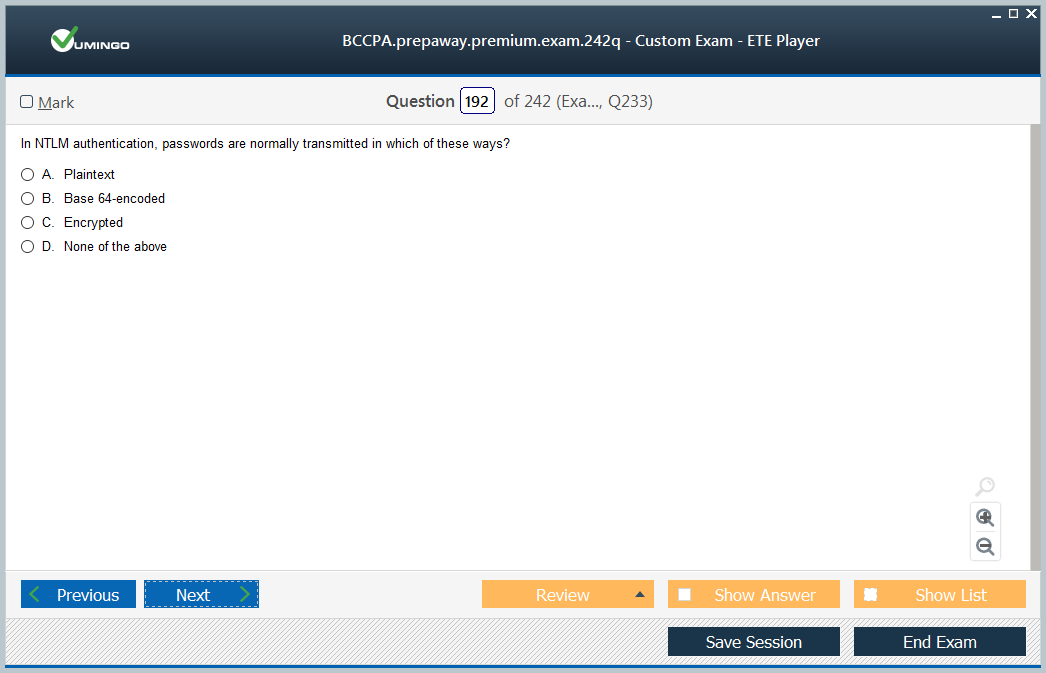 VUMINGO
BCCPA.prepaway.premium.exam.242q - Custom Exam - ETE Player
Mark
Question 192 of 242 (Exa..., Q233)
In NTLM authentication, passwords are normally transmitted in which of these ways?
A. Plaintext
B. Base 64-encoded
C. Encrypted
D. None of the above
Previous
Next
Review
Show Answer
Show List
Save Session
End Exam